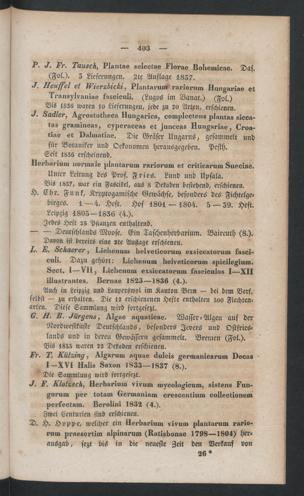 — 403 —
P. J. Fr. Tausch, Plantae selectae Florae Bohemicae. Das.
(Fol.). 5 Lieferungen. 2te Auflage 1837.
J. Heuffel et Wierzbicki, Plantarum rariorum Hungariae et
Transylvaniae fasciculi. (Lugos im Banat.) (Fol.)
Bis 1836 waren 10 Lieferungen, jede zu 20 Arten, erschienen.
J. Sadler, Agrostotheca Hungarica, complectens plantas sicca-
tas gramineas, cyperaceas et junceas Hungariae, Croa-
tiae et Dalmatiae. Die Gräser Ungarns, gesammelt und
für Botaniker und Oekonomen herausgegeben. Pesth.
Seit 1836 erscheinend.
Herbarium normale plantarum rariorum et criticarum Sueciae.
Unter Leitung des Prof. Fries. Lund und Upsala.
Bis 1837, war ein Fascikel, aus 2 Dekaden bestehend, erschienen.
H. Chr. Funk, Kryptogamische Gewächse, besonders des Fichtelge-
birges. 1—4. Heft. Hof 1801—1804. 5—39. Heft.
Leipzig 1805—1836 (4.).
Jedes Heft 25 Pflanzen enthaltend.
— — Deutschlands Moose. Ein Taschenherbarium. Baireuth (8.).
Davon ist bereits eine 2te Auflage erschienen.
L. E. Schaerer, Lichenum helveticorum exsiccatorum fasci-
culi. Dazu gehört: Lichenum helveticorum spicilegium.
Sect. I—VII, Lichenum exsiccatorum fasciculos I—XII
illustrantes. Bernae 1823—1836 (4.).
Auch in Leipzig und Lauperswyl im Kanton Bern — bei dem Verf.
selbst — zu erhalten. Die 12 erschienenen Hefte enthalten 300 Flechten-
arten. Diese Sammlung wird fortgesetzt.
G. H. B. Jürgens, Algae aquaticae. Wasser-Algen auf der
Nordwestküste Deutschlands, besonders Jevers und Ostfries-
lands und in deren Gewässern gesammelt. Bremen (Fol.).
Bis 1835 waren 22 Dekaden erschienen.
Fr. T. Kützing, Algarum aquae dulcis germanicarum Decas
I—XVI Halis Saxon 1833—1837 (8.).
Die Sammlung wird fortgesetzt.
J. F. Klotzsch, Herbarium vivum mycologicum, sistens Fun-
gorum per totam Germaniam crescentium collectionem
perfectam. Berolini 1832 (4.).
Zwei Centurien sind erschienen.
D. H. Hoppe, welcher ein Herbarium vivum plantarum rario-
rum praesertim alpinarum (Ratisbonae 1798—1804) her-
ausgab, setzt bis in die neueste Zeit den Verkauf von
26*